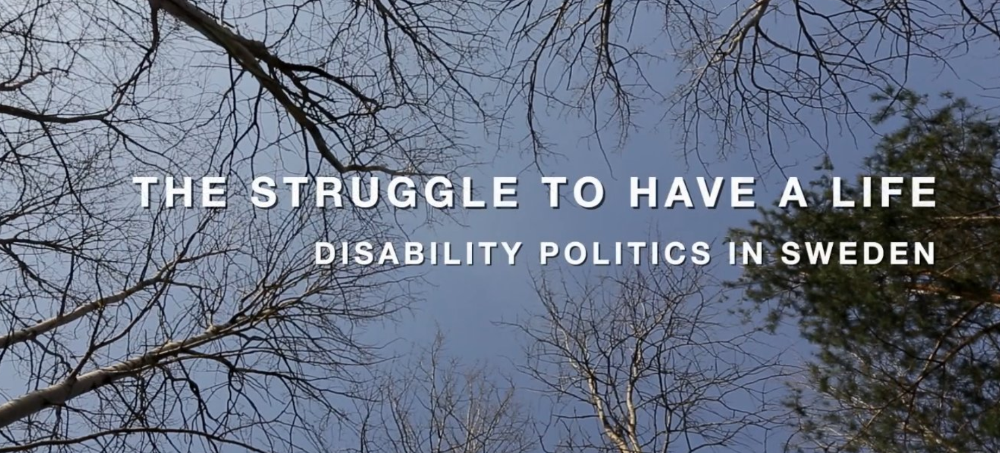 THE STRUGGLE TO HAVE A LIFE
DISABILITY POLITICS IN SWEDEN